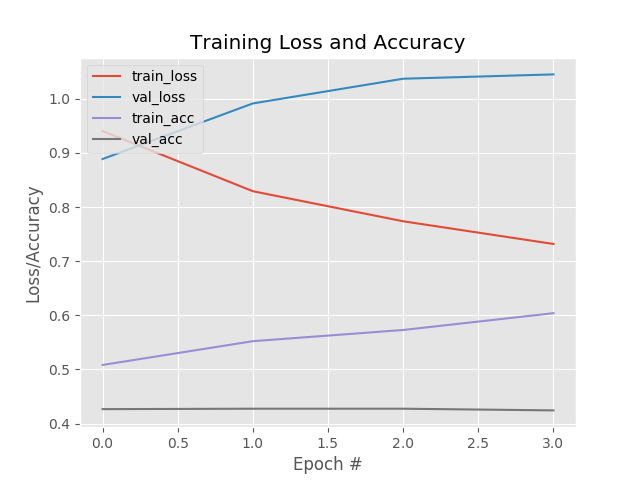 Training Loss and Accuracy
train_loss
val_loss
train_acc
val_acc
1.0
0.9
0.8
0.7
0.6
0.5
0.4
Loss/Accuracy
0.0 0.5 1.0 1.5 2.0 2.5 3.0
Epoch #